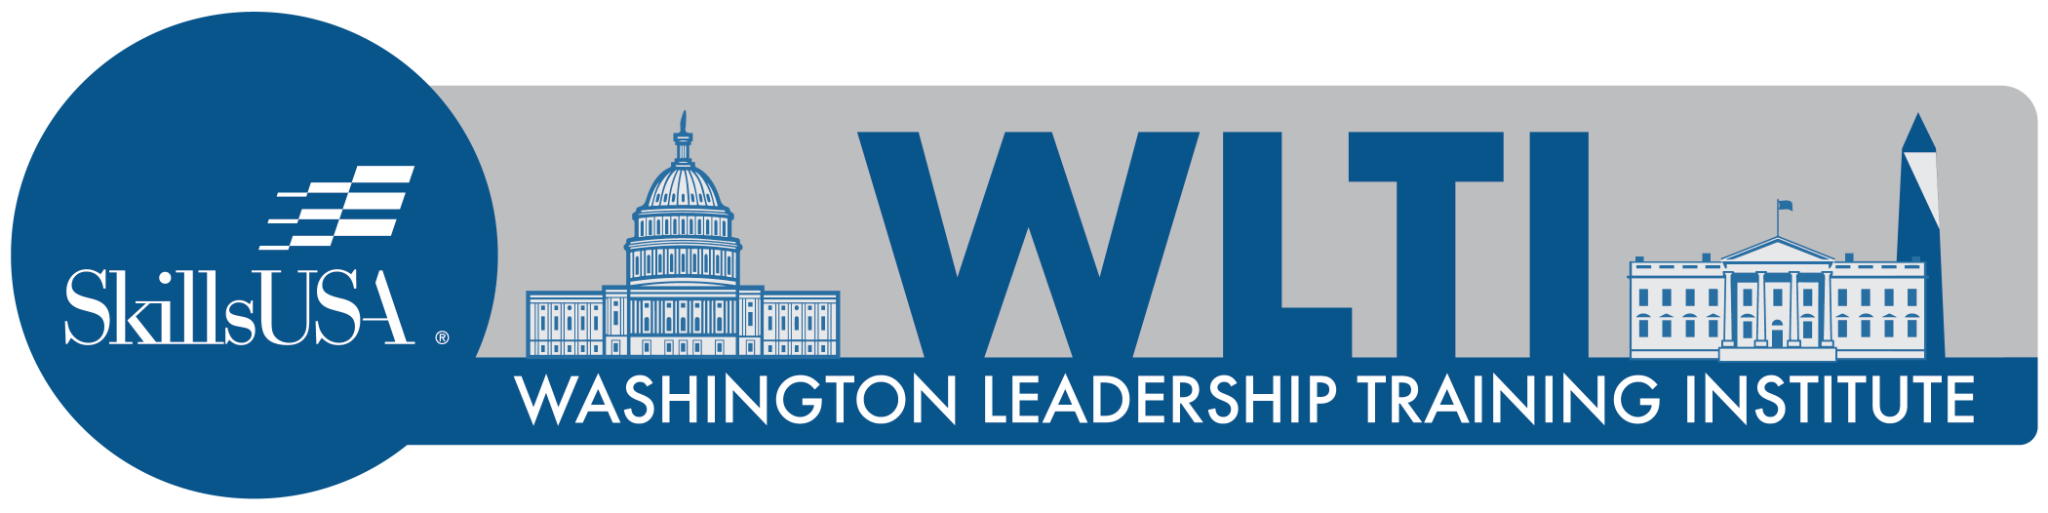 SkillsUSA ®
WLTI
WASHINGTON LEADERSHIP TRAINING INSTITUTE